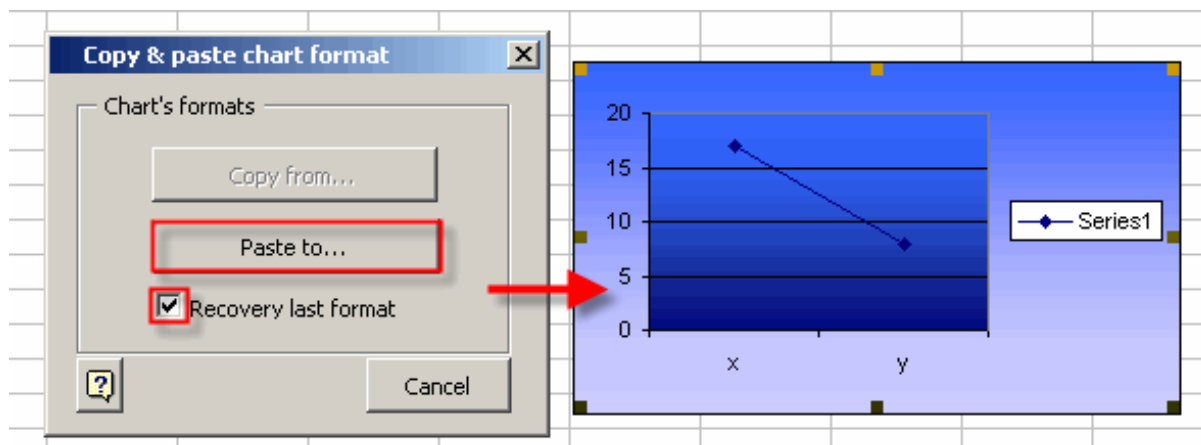 Copy & paste chart format
Chart's formats
Copy from...
Paste to...
Recovery last format
Cancel
20
15
10
5
0
x y
Series1